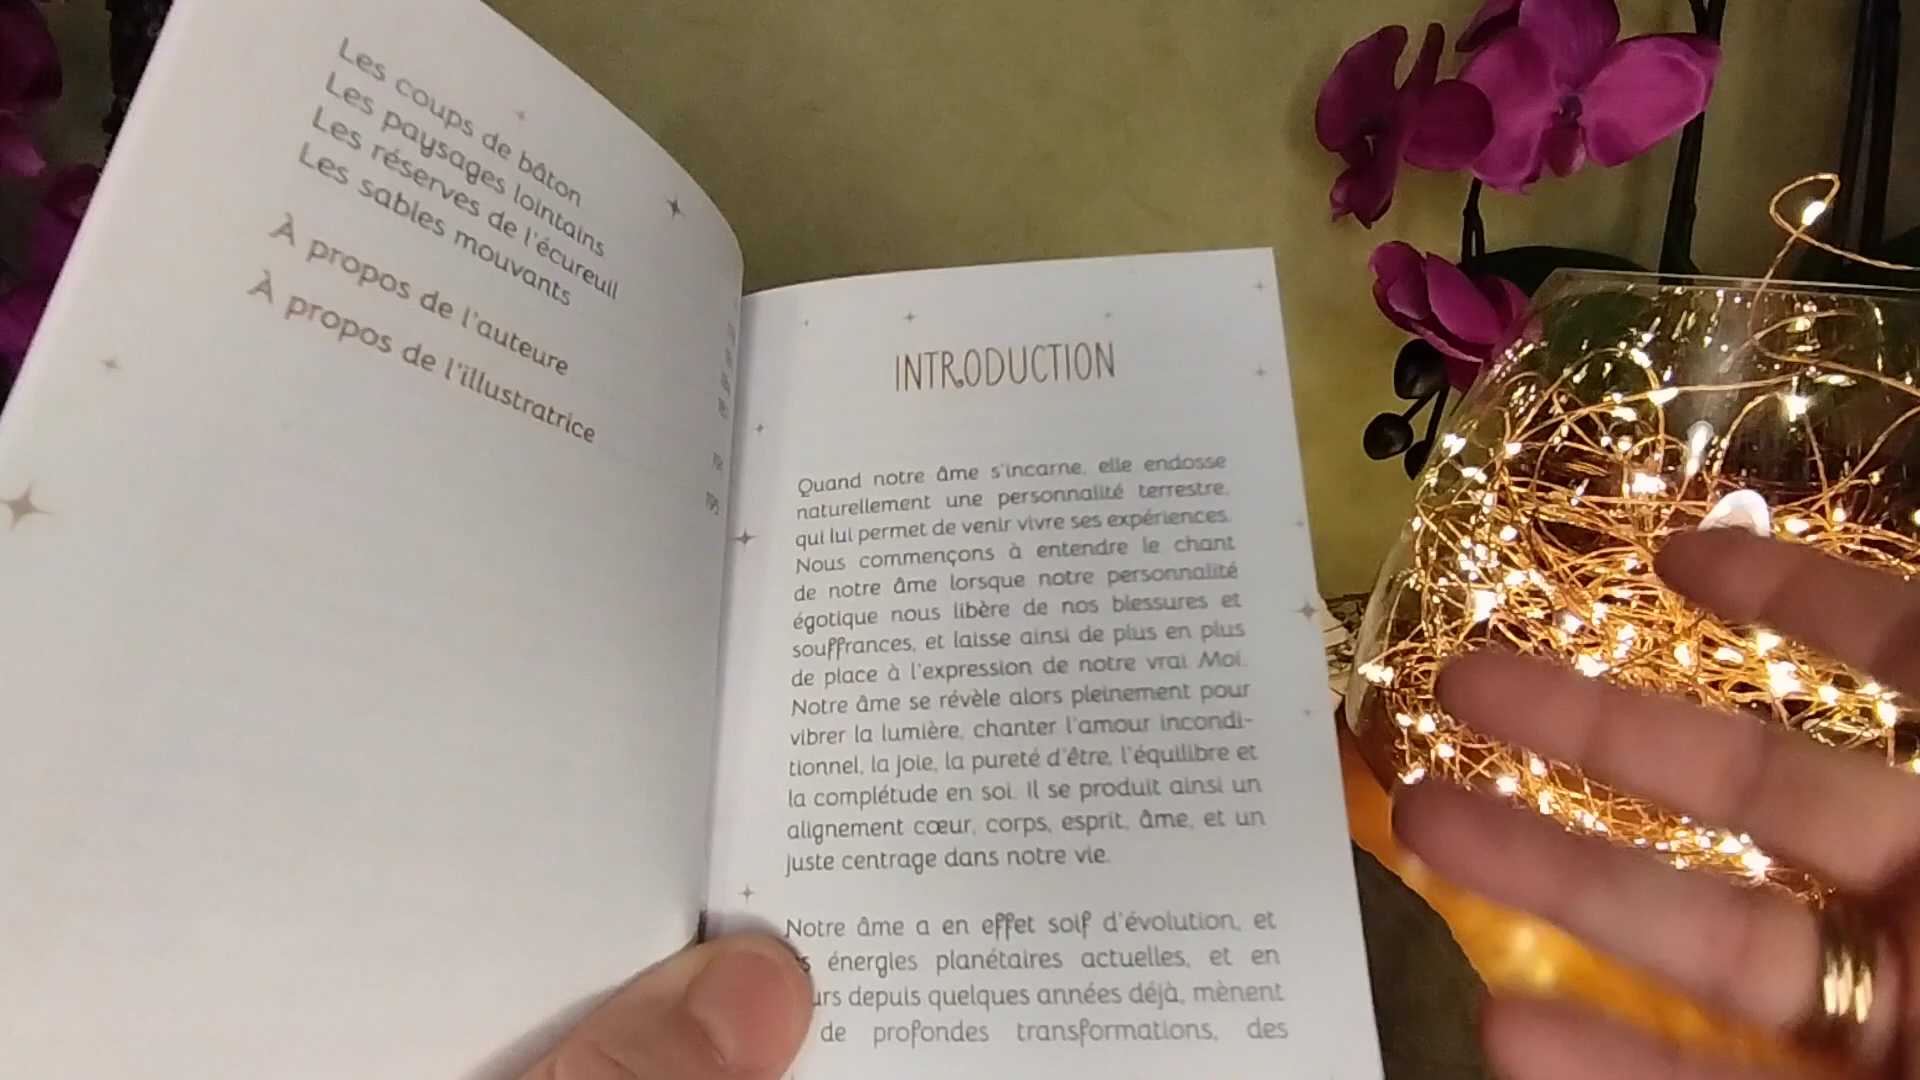 Les coups de bâton
Les paysages lointains
Les réserves de l'écureuil
Les sables mouvants
À propos de l'auteure
À propos de l'illustratrice
191
195
INTRODUCTION
Quand notre âme s'incarne, elle endosse
naturellement une personnalité terrestre,
qui lui permet de venir vivre ses expériences.
Nous commençons à entendre le chant
de notre âme lorsque notre personnalité
égotique nous libère de nos blessures et
souffrances, et laisse ainsi de plus en plus
de place à l'expression de notre vrai Moi.
Notre âme se révèle alors pleinement pour
vibrer la lumière, chanter l'amour incondi-
tionnel, la joie, la pureté d'être, l'équilibre et
la complétude en soi. Il se produit ainsi un
alignement cœur, corps, esprit, âme, et un
juste centrage dans notre vie.
Notre âme a en effet soif d'évolution, et
énergies planétaires actuelles, et en
depuis quelques années déjà, mènent
de profondes transformations, des